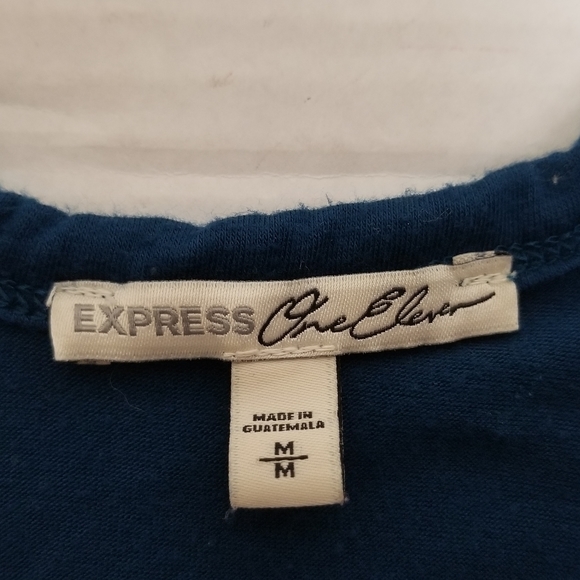 EXPRESS One Eleven
MADE IN
GUATEMALA
M
M